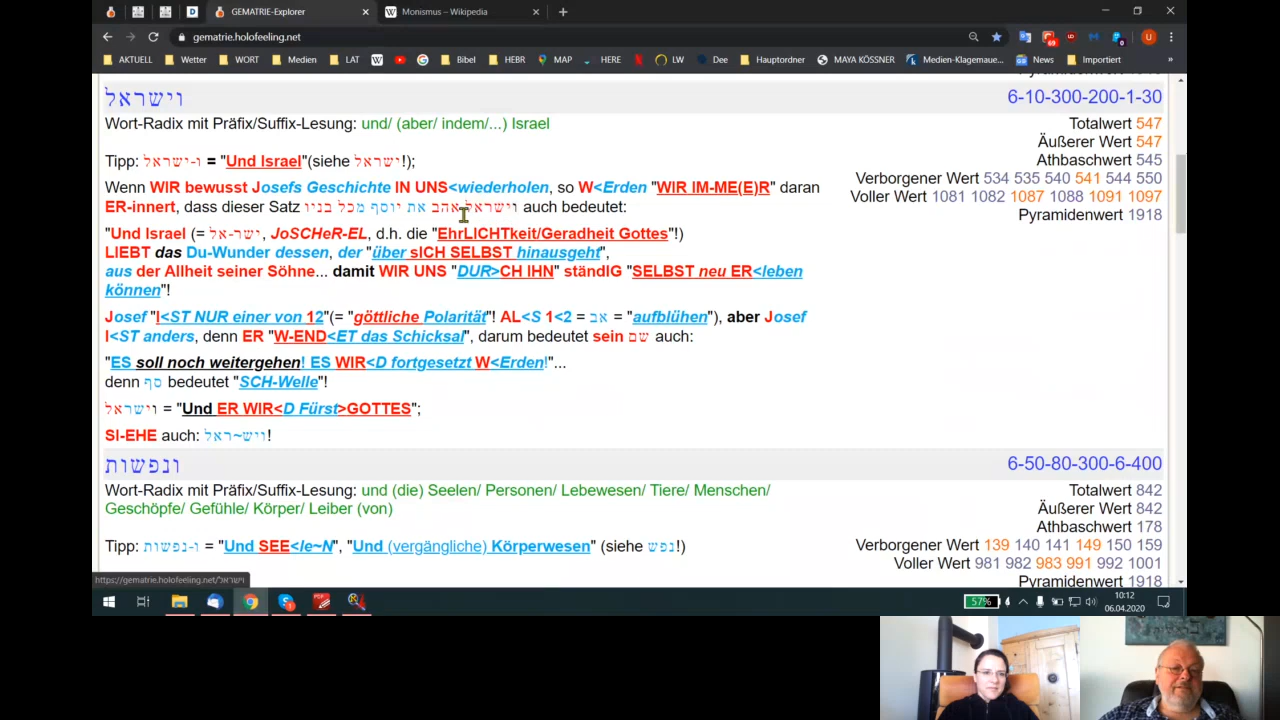 GEMATRIE-Explorer
Monismus – Wikipedia
gematrie.holofeeling.net
AKTUELL Wetter WORT Medien LAT Bibel HEBR MAP HERE LW Dee Hauptordner MAYA KÖSSNER Medien-Klagemaue... News Importiert
וישראל 6-10-300-200-1-30
Wort-Radix mit Präfix/Suffix-Lesung: und/ (aber/ indem/...) Israel
Totalwert 547
Äußerer Wert 547
Athbaschwert 545
Verborgener Wert 534 535 540 541 544 550
Voller Wert 1081 1082 1087 1088 1091 1097
Pyramidenwert 1918
Tipp: ו-ישראל = "Und Israel"(siehe ישראל!);
Wenn WIR bewusst Josefs Geschichte IN UNS<wiederholen, so W<Erden "WIR IM-ME(E)R" daran
ER-innert, dass dieser Satz וישראל אהב את יוסף מכל בניו auch bedeutet:
"Und Israel (= ישר-אל, JoSCHeR-EL, d.h. die "EhrLICHTkeit/Geradheit Gottes"!)
LIEBT das Du-Wunder dessen, der "über sICH SELBST hinausgeht",
aus der Allheit seiner Söhne... damit WIR UNS "DUR>CH IHN" ständIG "SELBST neu ER<leben
können"!
Josef "I<ST NUR einer von 12"(= "göttliche Polarität"! AL<S 1<2 = אב = "aufblühen"), aber Josef
I<ST anders, denn ER "W-END<ET das Schicksal", darum bedeutet sein שם auch:
"ES soll noch weitergehen! ES WIR<D fortgesetzt W<Erden!"...
denn סף bedeutet "SCH-Welle"!
וישראל = "Und ER WIR<D Fürst>GOTTES";
SI-EHE auch: ויש~ראל!
ונפשות 6-50-80-300-6-400
Wort-Radix mit Präfix/Suffix-Lesung: und (die) Seelen/ Personen/ Lebewesen/ Tiere/ Menschen/
Geschöpfe/ Gefühle/ Körper/ Leiber (von)
Totalwert 842
Äußerer Wert 842
Athbaschwert 178
Verborgener Wert 139 140 141 149 150 159
Voller Wert 981 982 983 991 992 1001
Pyramidenwert 1918
Tipp: ו-נפשות = "Und SEE<le~N", "Und (vergängliche) Körperwesen" (siehe נפש!)
https://gematrie.holofeeling.net/וישראל
57%
10:12
06.04.2020